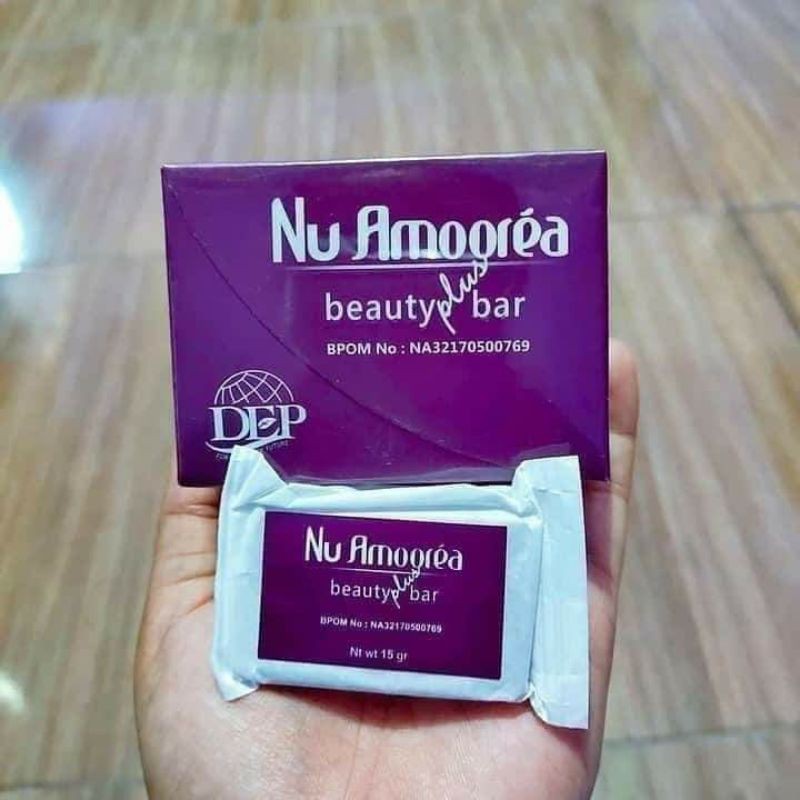 Nu Amooréa
beauty plus bar
BPOM No : NA32170500769
DEP
Nu Amooréa
beauty plus bar
BPOM No : NA32170500769
Nt wt 15 gr